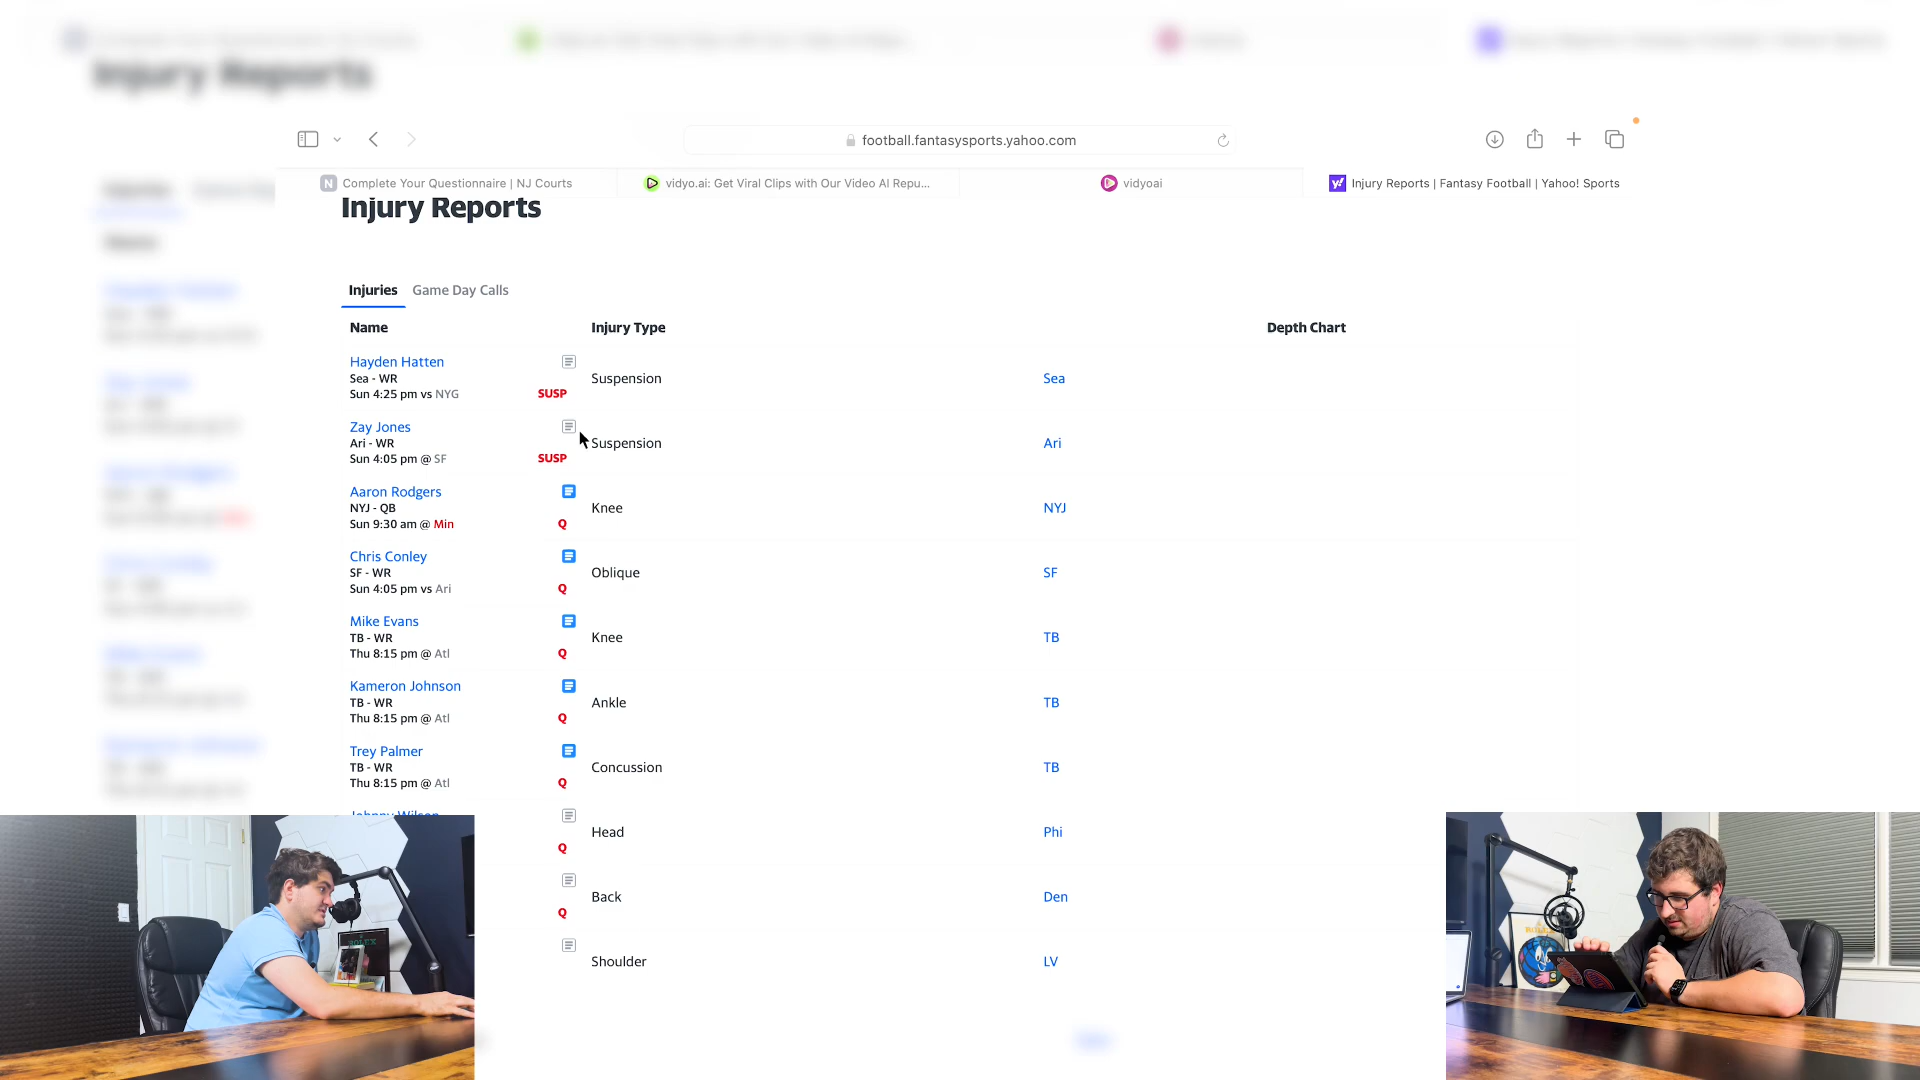 Injury Reports
football.fantasysports.yahoo.com
N Complete Your Questionnaire | NJ Courts
vidyo.ai: Get Viral Clips with Our Video AI Repu...
vidyoai
y! Injury Reports | Fantasy Football | Yahoo! Sports
Injury Reports
Injuries Game Day Calls
Name Injury Type Depth Chart
Hayden Hatten
Sea - WR Suspension Sea
Sun 4:25 pm vs NYG SUSP
Zay Jones
Ari - WR Suspension Ari
Sun 4:05 pm @ SF SUSP
Aaron Rodgers
NYJ - QB Knee NYJ
Sun 9:30 am @ Min Q
Chris Conley
SF - WR Oblique SF
Sun 4:05 pm vs Ari Q
Mike Evans
TB - WR Knee TB
Thu 8:15 pm @ Atl Q
Kameron Johnson
TB - WR Ankle TB
Thu 8:15 pm @ Atl Q
Trey Palmer
TB - WR Concussion TB
Thu 8:15 pm @ Atl Q
Johnny Wilson
Head Phi
Q
Back Den
Q
Shoulder LV
ROLEX
ROLEX